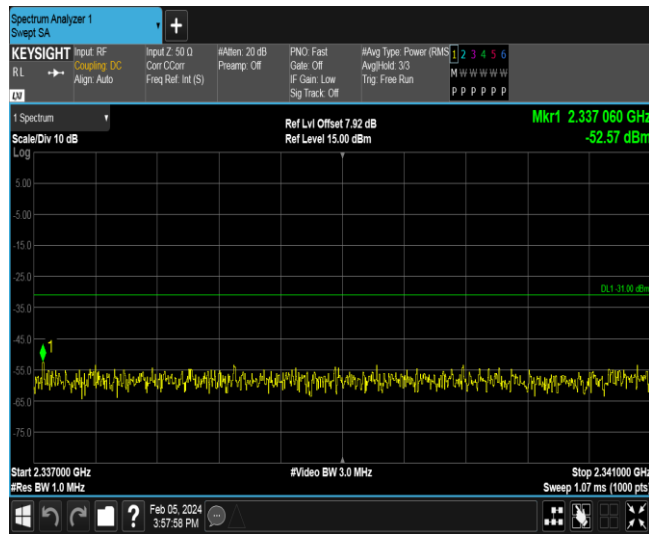 Spectrum Analyzer 1
Swept SA
+
KEYSIGHT
RL
LXI
Input: RF
Coupling: DC
Align: Auto
Input Z: 50 Ω
Corr CCorr
Freq Ref: Int (S)
#Atten: 20 dB
Preamp: Off
PNO: Fast
Gate: Off
IF Gain: Low
Sig Track: Off
#Avg Type: Power (RMS
Avg|Hold: 3/3
Trig: Free Run
1 2 3 4 5 6
M W W W W W
P P P P P P
1 Spectrum
Scale/Div 10 dB
Log
Ref Lvl Offset 7.92 dB
Ref Level 15.00 dBm
Mkr1 2.337 060 GHz
-52.57 dBm
5.00
-5.00
-15.0
-25.0
DL1 -31.00 dBm
-35.0
-45.0
1
-55.0
-65.0
-75.0
Start 2.337000 GHz
#Video BW 3.0 MHz
Stop 2.341000 GHz
#Res BW 1.0 MHz
Sweep 1.07 ms (1000 pts)
?
Feb 05, 2024
3:57:58 PM